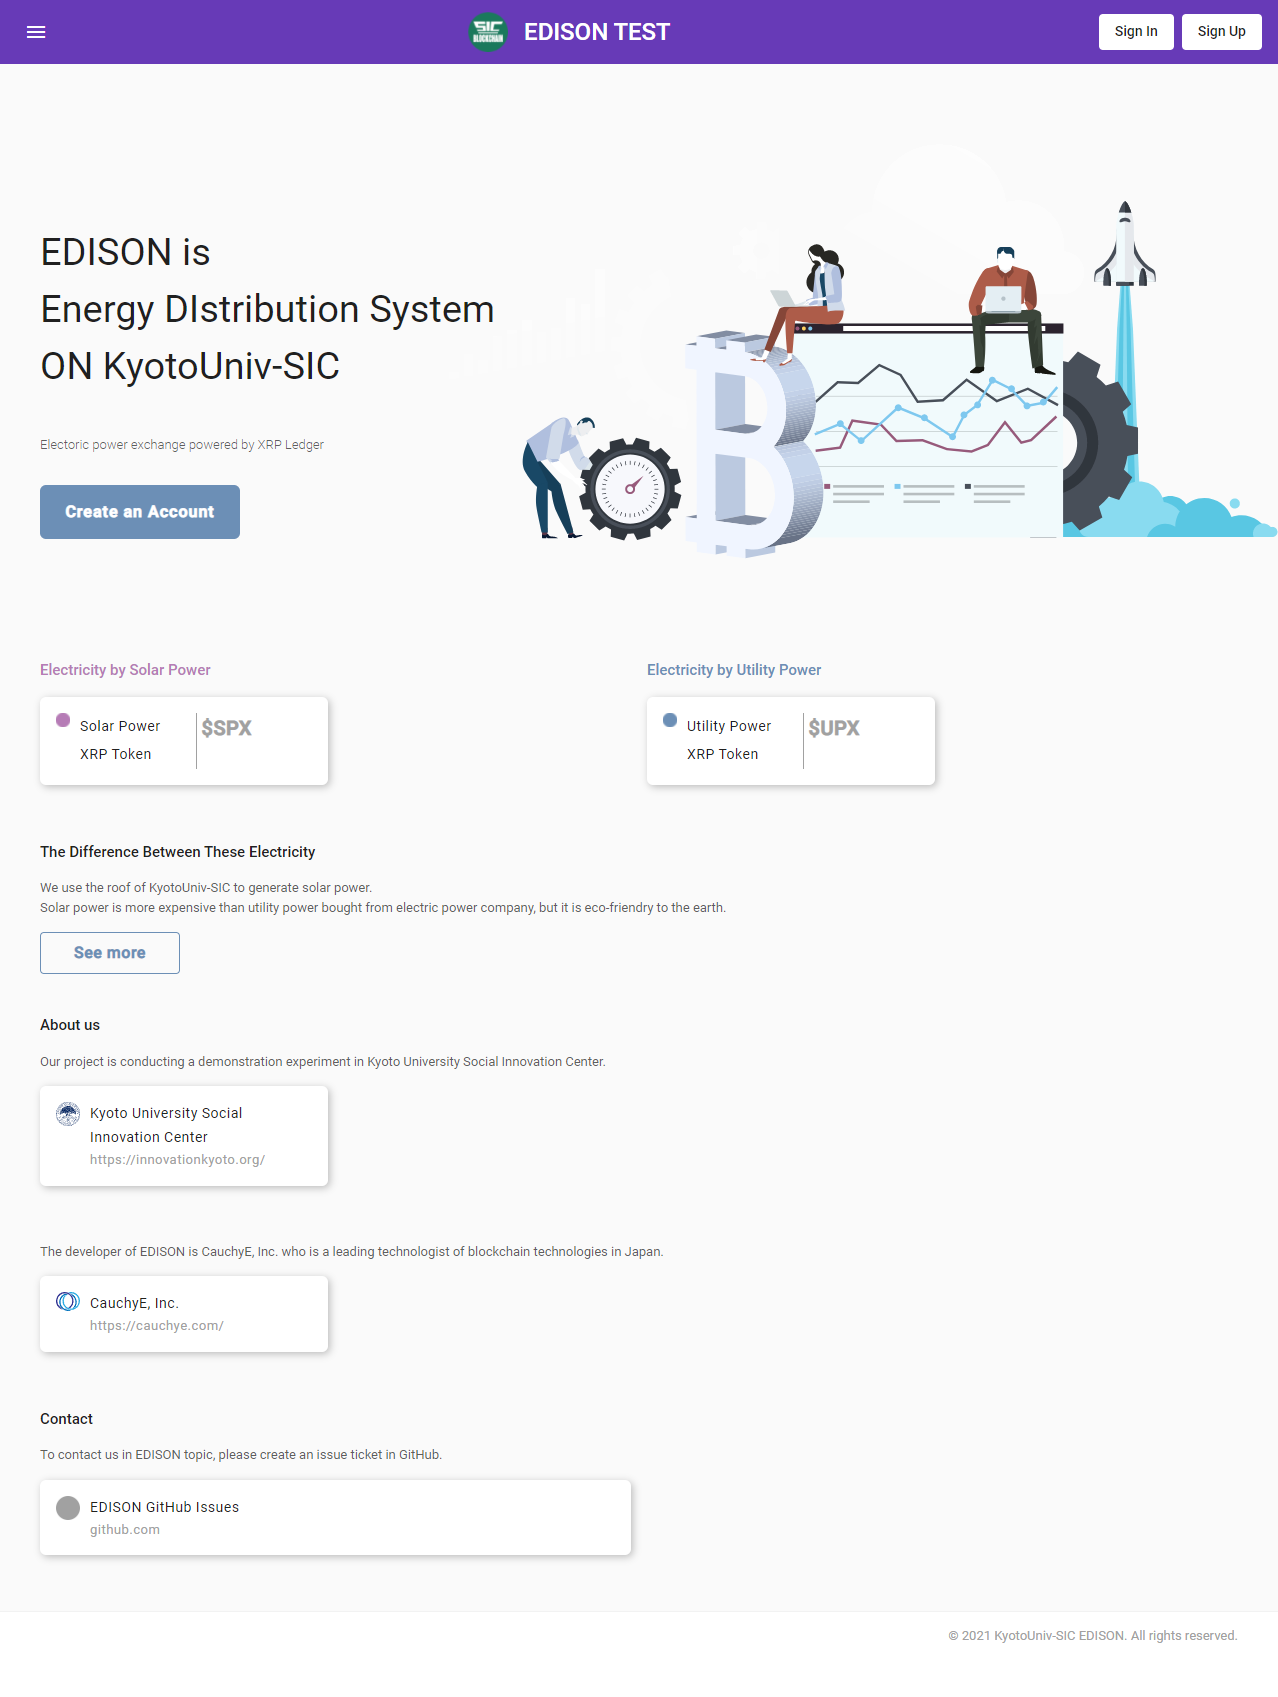 SIC
BLOCKCHAIN
EDISON TEST
Sign In
Sign Up
EDISON is
Energy DIstribution System
ON KyotoUniv-SIC
Electoric power exchange powered by XRP Ledger
Create an Account
Electricity by Solar Power
Solar Power
XRP Token
$SPX
Electricity by Utility Power
Utility Power
XRP Token
$UPX
The Difference Between These Electricity
We use the roof of KyotoUniv-SIC to generate solar power.
Solar power is more expensive than utility power bought from electric power company, but it is eco-friendry to the earth.
See more
About us
Our project is conducting a demonstration experiment in Kyoto University Social Innovation Center.
Kyoto University Social
Innovation Center
https://innovationkyoto.org/
The developer of EDISON is CauchyE, Inc. who is a leading technologist of blockchain technologies in Japan.
CauchyE, Inc.
https://cauchye.com/
Contact
To contact us in EDISON topic, please create an issue ticket in GitHub.
EDISON GitHub Issues
github.com
© 2021 KyotoUniv-SIC EDISON. All rights reserved.